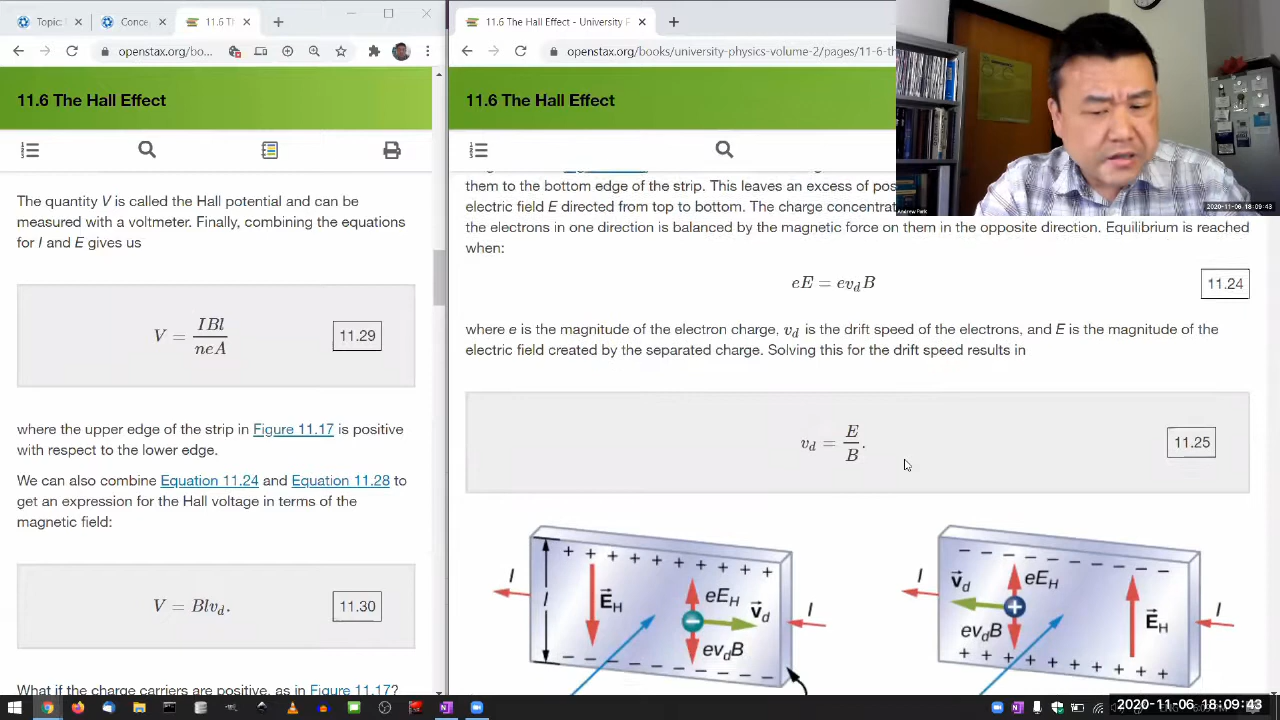 Topic:
Conce
11.6 Th
openstax.org/bo...
11.6 The Hall Effect
The quantity V is called the Hall potential and can be
measured with a voltmeter. Finally, combining the equations
for I and E gives us
V = IBl/neA
11.29
where the upper edge of the strip in Figure 11.17 is positive
with respect to the lower edge.
We can also combine Equation 11.24 and Equation 11.28 to
get an expression for the Hall voltage in terms of the
magnetic field:
V = Blv_d.
11.30
What if the charge carriers are positive, as in Figure 11.17?
11.6 The Hall Effect - University P
openstax.org/books/university-physics-volume-2/pages/11-6-th
11.6 The Hall Effect
them to the bottom edge of the strip. This leaves an excess of pos
electric field E directed from top to bottom. The charge concentrat
the electrons in one direction is balanced by the magnetic force on them in the opposite direction. Equilibrium is reached
when:
eE = ev_dB
11.24
where e is the magnitude of the electron charge, v_d is the drift speed of the electrons, and E is the magnitude of the
electric field created by the separated charge. Solving this for the drift speed results in
v_d = E/B.
11.25
+ + + + + + + + + +
I
l
E_H
eE_H
v_d
I
ev_dB
− − − − − − − − −
− − − − − − − − − −
I
v_d
eE_H
+
ev_dB
E_H
I
+ + + + + + + + + + +
Andrew Park
2020-11-06 18:09:43
2020-11-06 18:09:43